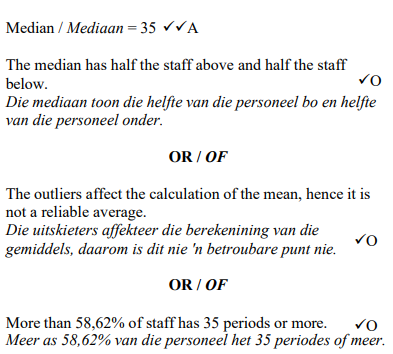 Median / Mediaan = 35 ✓✓A
The median has half the staff above and half the staff
below. ✓O
Die mediaan toon die helfte van die personeel bo en helfte
van die personeel onder.
OR / OF
The outliers affect the calculation of the mean, hence it is
not a reliable average.
Die uitskieters affekteer die berekenining van die
gemiddels, daarom is dit nie 'n betroubare punt nie. ✓O
OR / OF
More than 58,62% of staff has 35 periods or more. ✓O
Meer as 58,62% van die personeel het 35 periodes of meer.